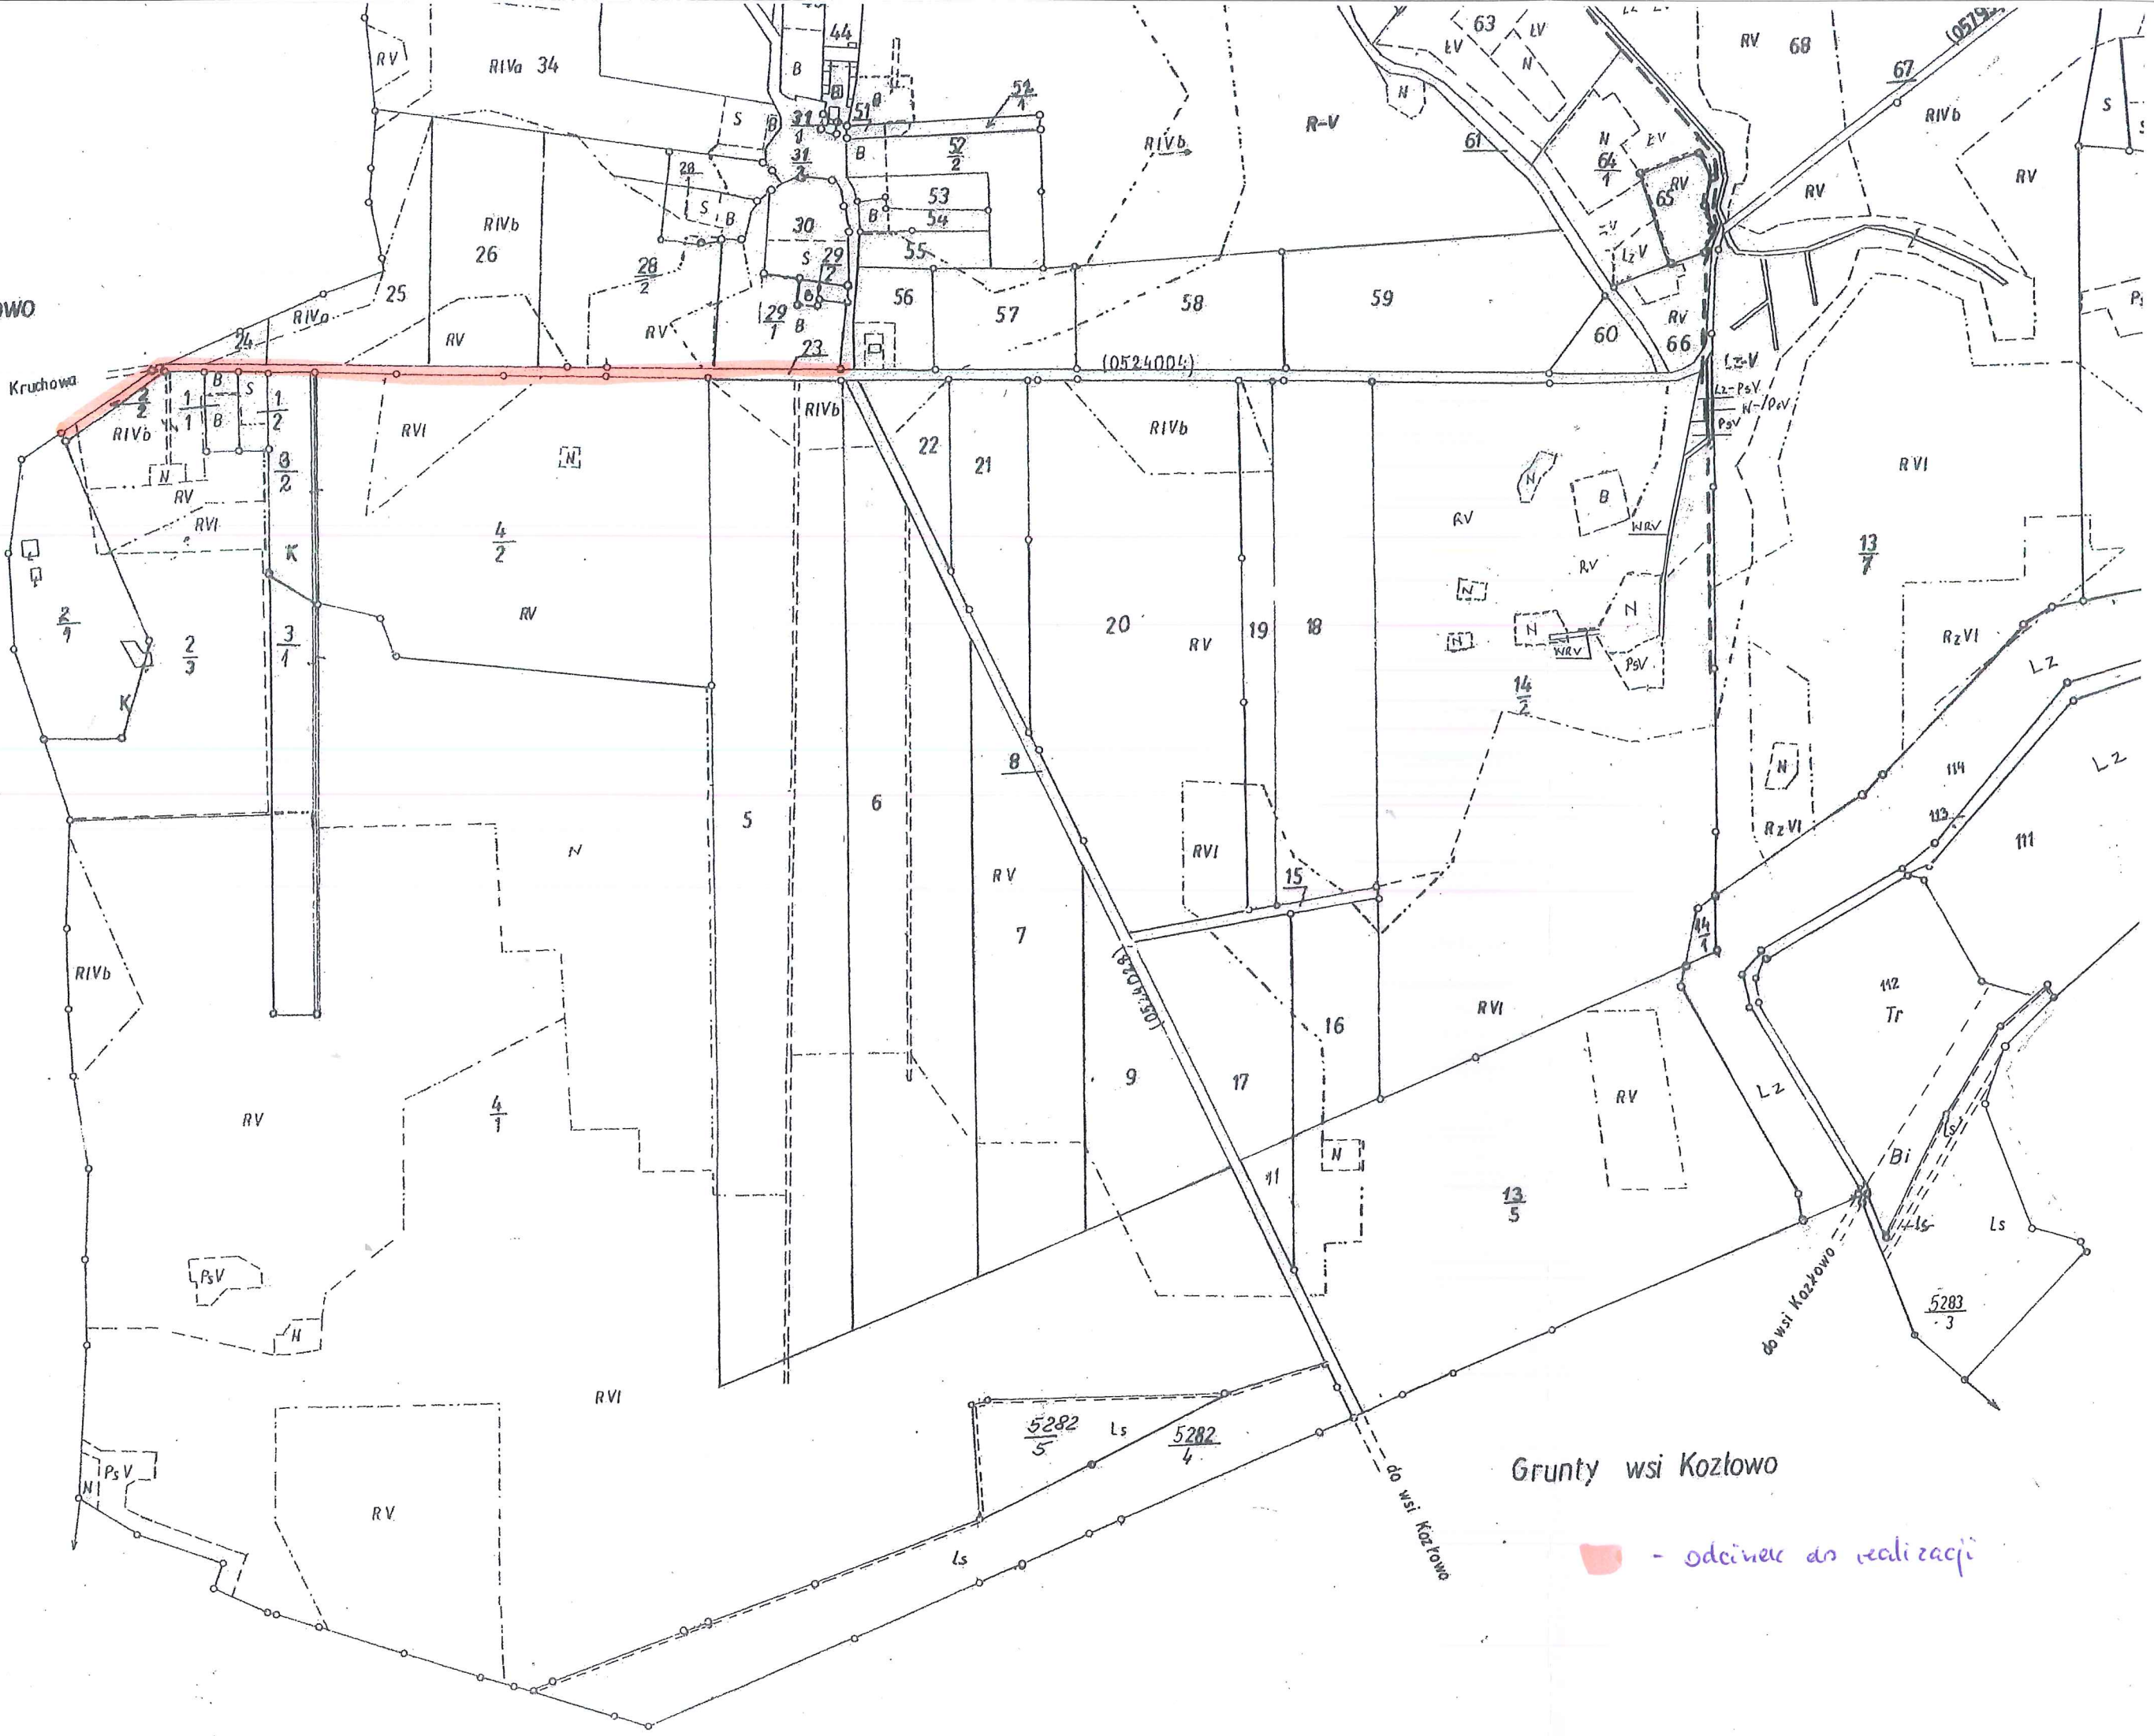 44
63
ŁV
ŁV
N
RV 68
(05793
RV
RIVa 34
B
67
S
52/1
B
51
B
N
RIVb
R-V
RIVb
S
B
31/1
61
N
ŁV
64/1
31/2
B
52/2
RV
65
RV
RV
28/1
S
B
53
B
54
30
RIVb
26
55
ŁzV
28/2
S
29/2
25
56
57
58
59
RIVa
B
29/1
B
RV
60
66
RV
RV
24
23
(0524004)
Kruchowa
Lz-V
Lz-PsV
W-/PsV
PsV
2/2
1/1
B
B
S
1/2
RIVb
RIVb
RVI
RIVb
22
21
N
3/2
N
RV
RVI
RVI
N
B
RV
WRV
4/2
K
13/7
RV
N
N
RV
2/1
2/3
3/1
20
RV
19
18
N
N
WRV
PsV
RzVI
Lz
14/2
K
8
N
114
Lz
6
5
113
RzVI
111
N
RVI
RV
15
7
14/1
RIVb
(0524028)
112
Tr
RVI
16
9
17
Lz
RV
4/1
RV
Ls
N
Bi
11
13/5
Ls
Ls
PsV
do wsi Kozłowo
5283/3
N
RVI
5282/5
Ls
5282/4
PsV
N
do wsi Kozłowo
Grunty wsi Kozłowo
RV
Ls
- odcinek do realizacji